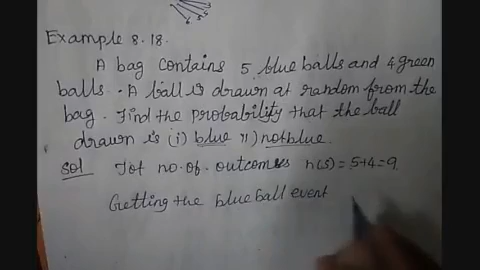 Example 8.18.
A bag contains 5 blue balls and 4 green
balls. A ball is drawn at random from the
bag. Find the probability that the ball
drawn is (i) blue ii) not blue.
Sol Tot no. of. outcomes n(S) = 5+4=9.
Getting the blue ball event